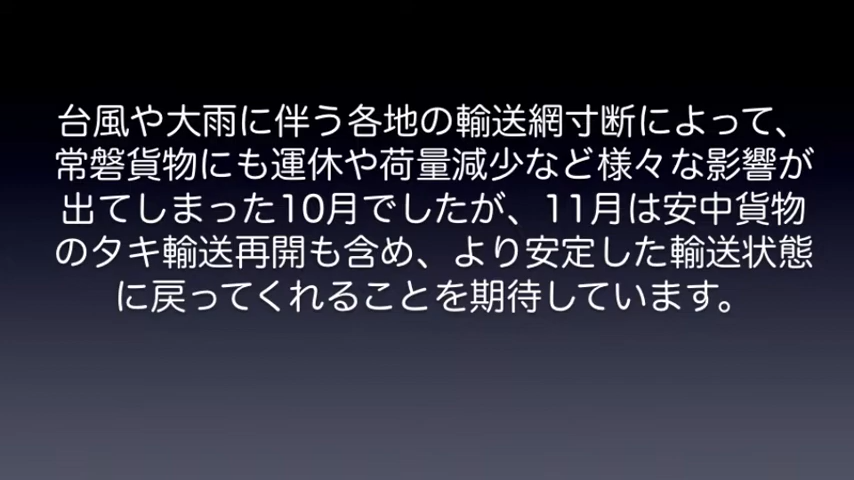 台風や大雨に伴う各地の輸送網寸断によって、
常磐貨物にも運休や荷量減少など様々な影響が
出てしまった10月でしたが、11月は安中貨物
のタキ輸送再開も含め、より安定した輸送状態
に戻ってくれることを期待しています。